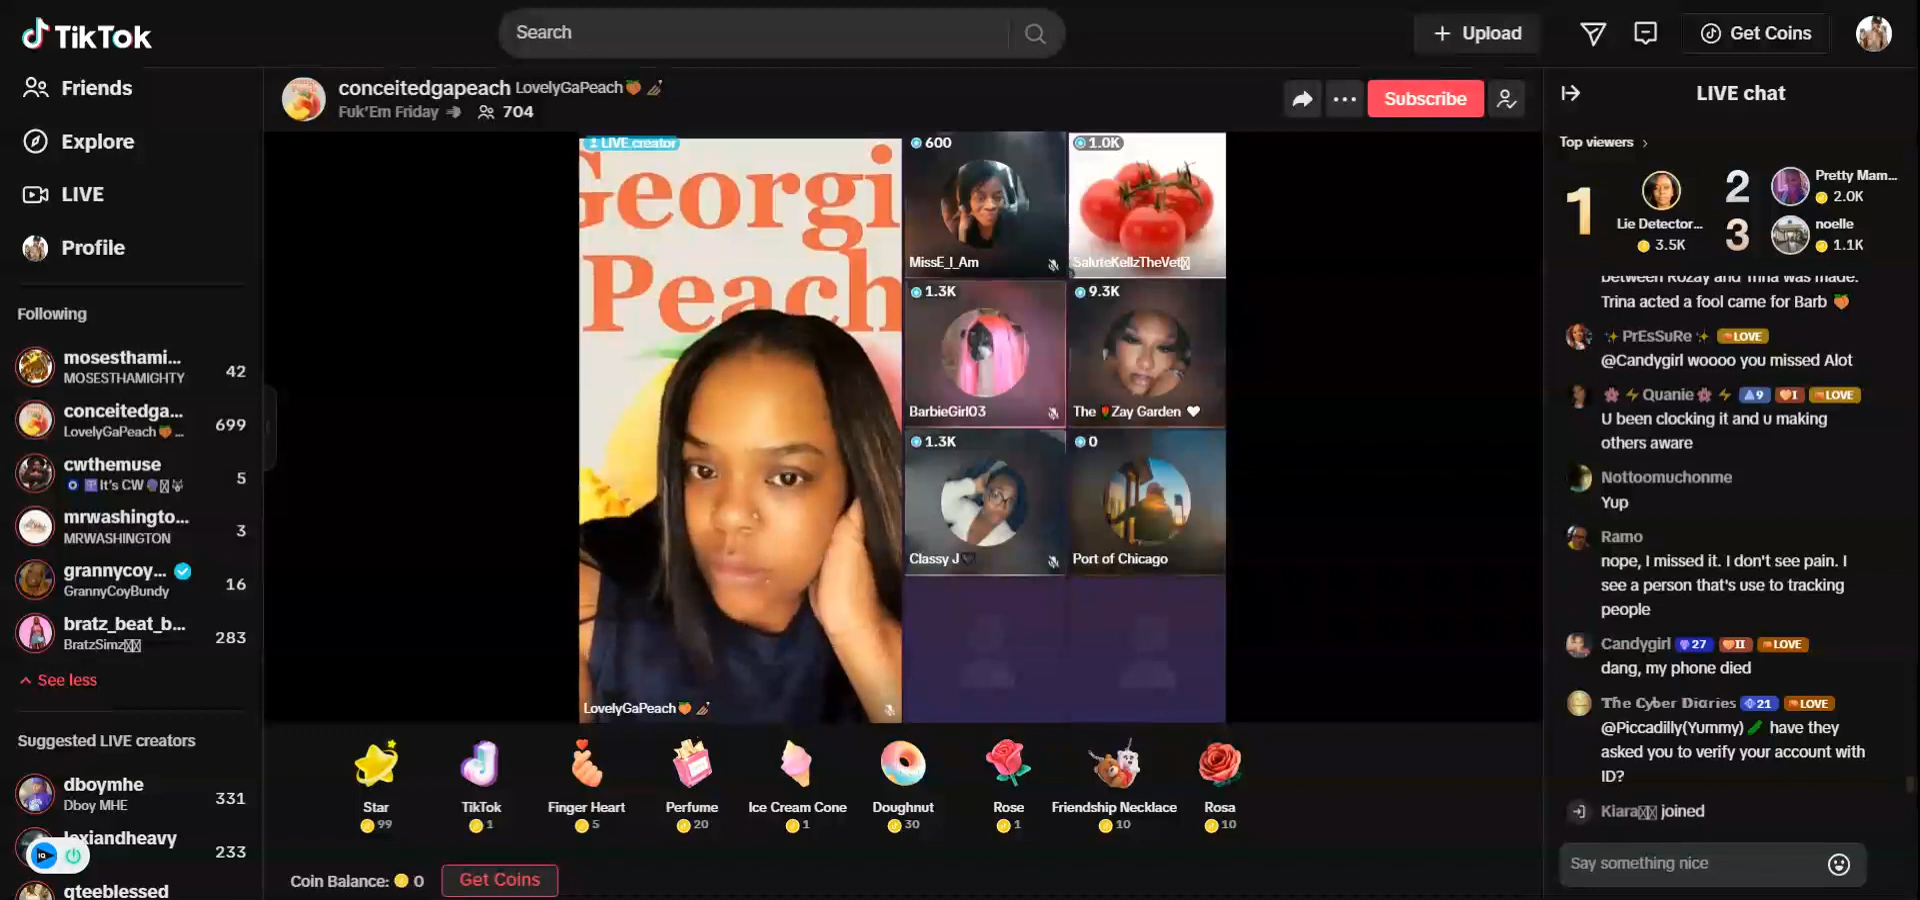 TikTok
Search
Upload
Get Coins
Friends
Explore
LIVE
Profile
Following
mosesthami...
MOSESTHAMIGHTY
42
conceitedga...
LovelyGaPeach🍑...
699
cwthemuse
It's CW
5
mrwashingto...
MRWASHINGTON
3
grannycoy...
GrannyCoyBundy
16
bratz_beat_b...
BratzSimz
283
See less
Suggested LIVE creators
dboymhe
Dboy MHE
331
lexiandheavy
233
qteeblessed
conceitedgapeach LovelyGaPeach🍑
Fuk'Em Friday
704
Subscribe
LIVE creator
Georgi
Peach
LovelyGaPeach🍑
600
MissE_I_Am
1.0K
SaluteKellzTheVet
1.3K
BarbieGirl03
9.3K
The 🌹Zay Garden 🤍
1.3K
Classy J
0
Port of Chicago
Star
99
TikTok
1
Finger Heart
5
Perfume
20
Ice Cream Cone
1
Doughnut
30
Rose
1
Friendship Necklace
10
Rosa
10
Coin Balance: 0
Get Coins
LIVE chat
Top viewers
1
Lie Detector...
3.5K
2
Pretty Mam...
2.0K
3
noelle
1.1K
between Rozay and Trina was made.
Trina acted a fool came for Barb 🍑
✨PrEsSuRe✨ LOVE
@Candygirl woooo you missed Alot
🌸⚡Quanie🌸⚡ 9 I LOVE
U been clocking it and u making
others aware
Nottoomuchonme
Yup
Ramo
nope, I missed it. I don't see pain. I
see a person that's use to tracking
people
Candygirl 27 II LOVE
dang, my phone died
The Cyber Diaries 21 LOVE
@Piccadilly(Yummy) have they
asked you to verify your account with
ID?
Kiara joined
Say something nice